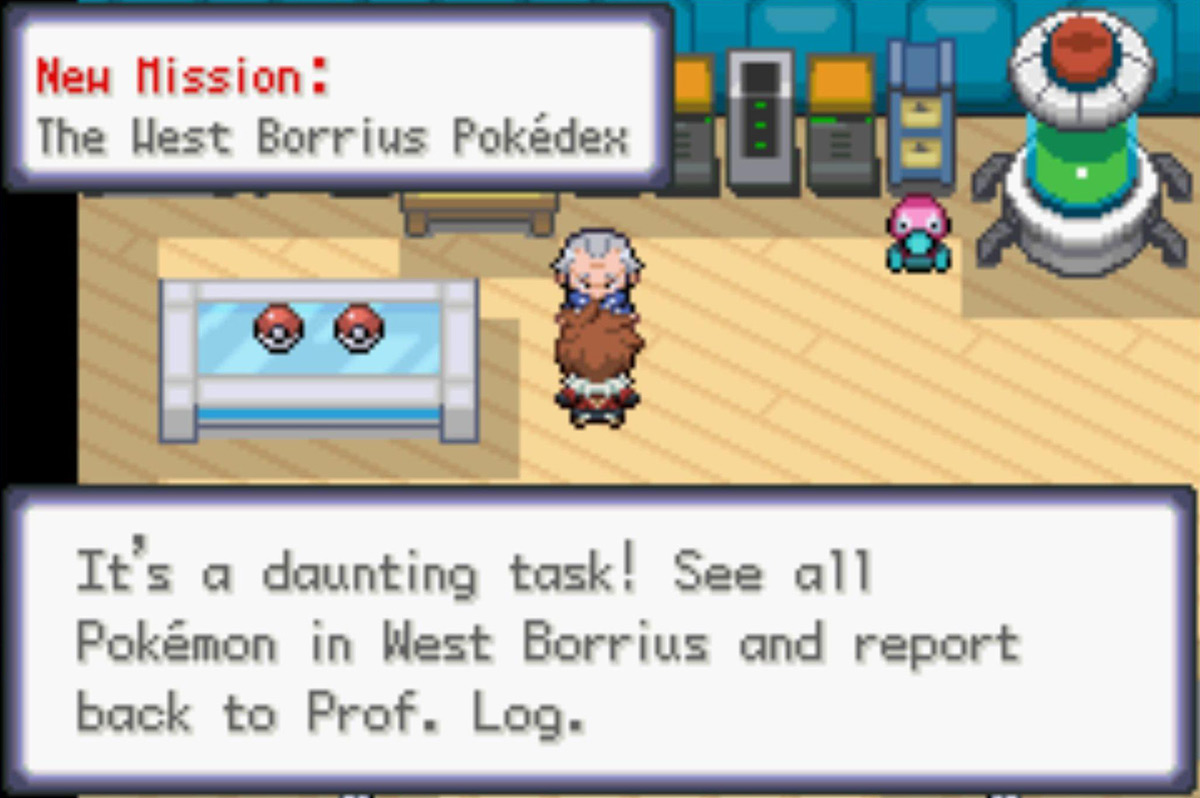 New Mission:
The West Borrius Pokédex
It's a daunting task! See all
Pokémon in West Borrius and report
back to Prof. Log.